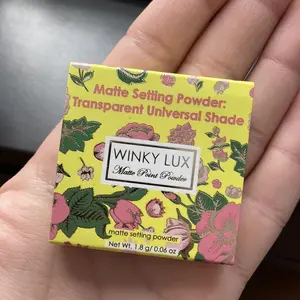 Matte Setting Powder:
Transparent Universal Shade
WINKY LUX
Matte Point Powder
matte setting powder
Net Wt. 1.8 g/ 0.06 oz